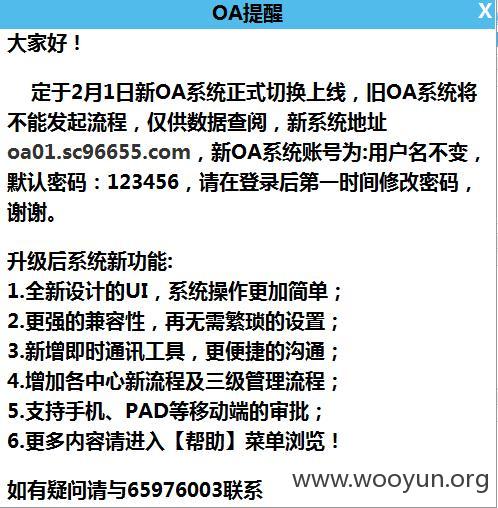 OA提醒
X
大家好！
定于2月1日新OA系统正式切换上线，旧OA系统将
不能发起流程，仅供数据查阅，新系统地址
oa01.sc96655.com，新OA系统账号为:用户名不变，
默认密码：123456，请在登录后第一时间修改密码，
谢谢。
升级后系统新功能:
1.全新设计的UI，系统操作更加简单；
2.更强的兼容性，再无需繁琐的设置；
3.新增即时通讯工具，更便捷的沟通；
4.增加各中心新流程及三级管理流程；
5.支持手机、PAD等移动端的审批；
6.更多内容请进入【帮助】菜单浏览！
如有疑问请与65976003联系
www.wooyun.org